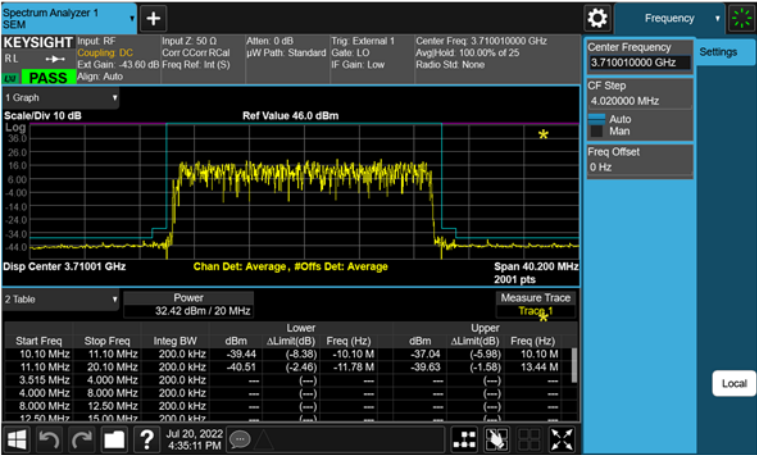 Spectrum Analyzer 1
SEM
+
Frequency
KEYSIGHT Input: RF Input Z: 50 Ω Atten: 0 dB Trig: External 1 Center Freq: 3.710010000 GHz
RL Coupling: DC Corr CCorr RCal µW Path: Standard Gate: LO Avg|Hold: 100.00% of 25
Ext Gain: -43.60 dB Freq Ref: Int (S) IF Gain: Low Radio Std: None
PASS Align: Auto
Center Frequency
3.710010000 GHz
Settings
CF Step
4.020000 MHz
Auto
Man
Freq Offset
0 Hz
1 Graph
Scale/Div 10 dB Ref Value 46.0 dBm
Log
36.0
26.0
16.0
6.00
-4.00
-14.0
-24.0
-34.0
-44.0
Disp Center 3.71001 GHz Chan Det: Average, #Offs Det: Average Span 40.200 MHz
2001 pts
2 Table Power Measure Trace
32.42 dBm / 20 MHz Trace 1
Lower Upper
Start Freq Stop Freq Integ BW dBm ΔLimit(dB) Freq (Hz) dBm ΔLimit(dB) Freq (Hz)
10.10 MHz 11.10 MHz 200.0 kHz -39.44 (-8.38) -10.10 M -37.04 (-5.98) 10.10 M
11.10 MHz 20.10 MHz 200.0 kHz -40.51 (-2.46) -11.78 M -39.63 (-1.58) 13.44 M
3.515 MHz 4.000 MHz 200.0 kHz --- (---) --- --- (---) ---
4.000 MHz 8.000 MHz 200.0 kHz --- (---) --- --- (---) ---
8.000 MHz 12.50 MHz 200.0 kHz --- (---) --- --- (---) ---
12.50 MHz 15.00 MHz 200.0 kHz --- (---) --- --- (---) ---
Local
? Jul 20, 2022
4:35:11 PM